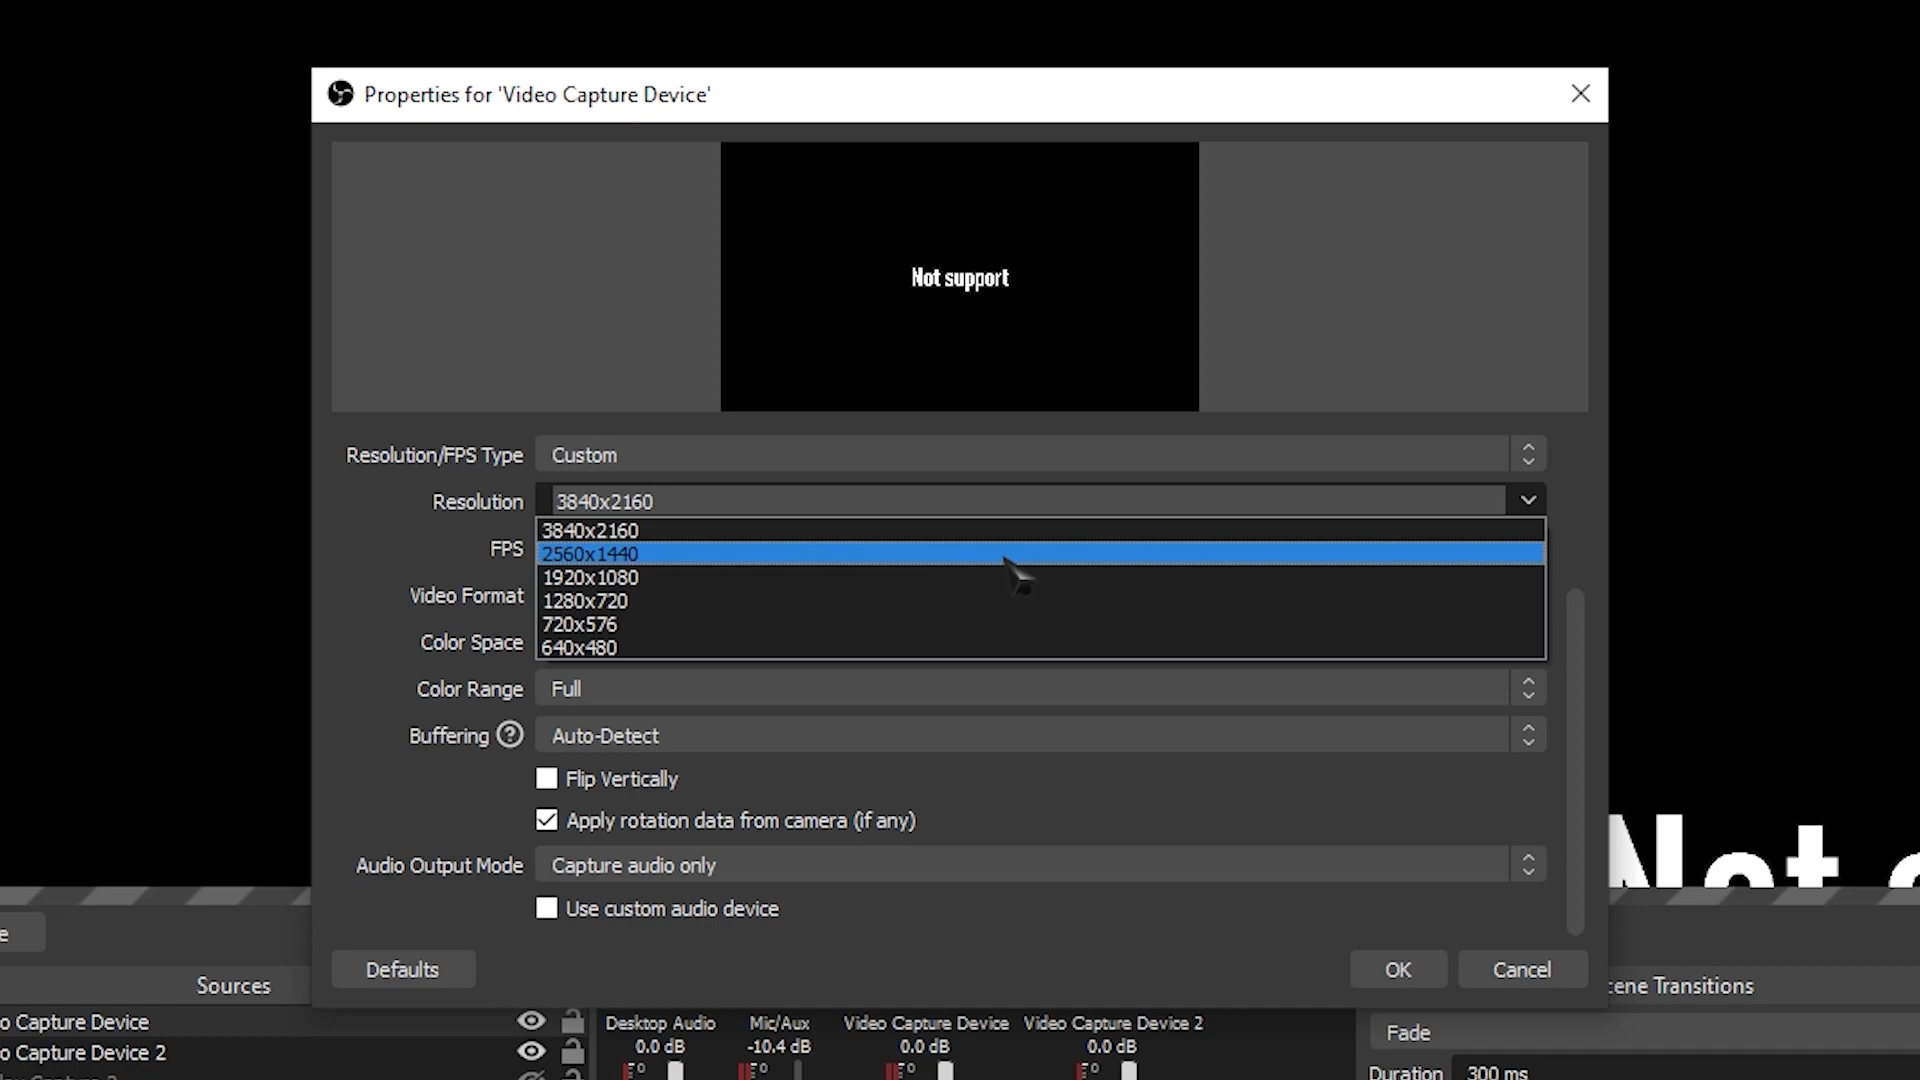 Properties for 'Video Capture Device'
Not support
Resolution/FPS Type
Custom
Resolution
3840x2160
3840x2160
FPS
2560x1440
1920x1080
Video Format
1280x720
720x576
Color Space
640x480
Color Range
Full
Buffering ?
Auto-Detect
Flip Vertically
Apply rotation data from camera (if any)
Audio Output Mode
Capture audio only
Use custom audio device
Not
e
Defaults
OK
Cancel
Sources
cene Transitions
o Capture Device
Desktop Audio
Mic/Aux
Video Capture Device
Video Capture Device 2
Fade
0.0 dB
-10.4 dB
0.0 dB
0.0 dB
o Capture Device 2
Duration
300 ms